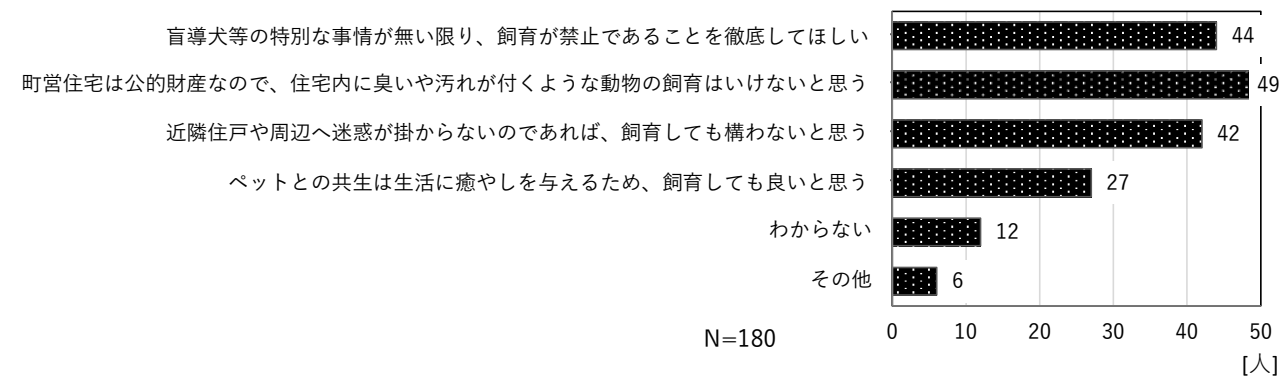 盲導犬等の特別な事情が無い限り、飼育が禁止であることを徹底してほしい 44
町営住宅は公的財産なので、住宅内に臭いや汚れが付くような動物の飼育はいけないと思う 49
近隣住戸や周辺へ迷惑が掛からないのであれば、飼育しても構わないと思う 42
ペットとの共生は生活に癒やしを与えるため、飼育しても良いと思う 27
わからない 12
その他 6
N=180
0 10 20 30 40 50
[人]